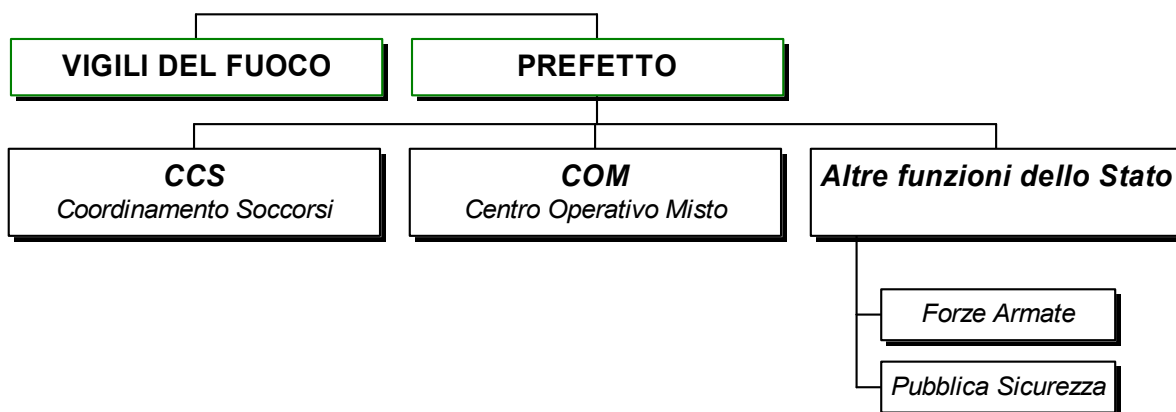 VIGILI DEL FUOCO
PREFETTO
CCS
Coordinamento Soccorsi
COM
Centro Operativo Misto
Altre funzioni dello Stato
Forze Armate
Pubblica Sicurezza